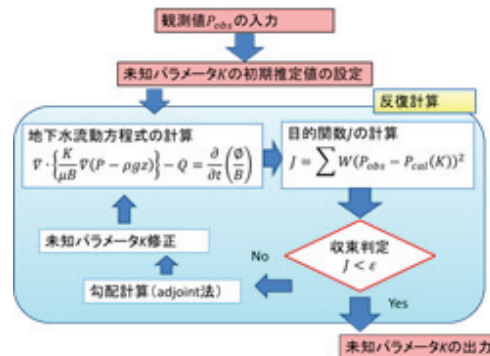 観測値P_obsの入力
未知パラメータKの初期推定値の設定
反復計算
地下水流動方程式の計算
∇·{K/μB ∇(P − ρgz)} − Q = ∂/∂t (∅/B)
目的関数Jの計算
J = ∑ W(P_obs − P_cal(K))²
未知パラメータK修正
勾配計算(adjoint法)
No
収束判定
J < ε
Yes
未知パラメータKの出力